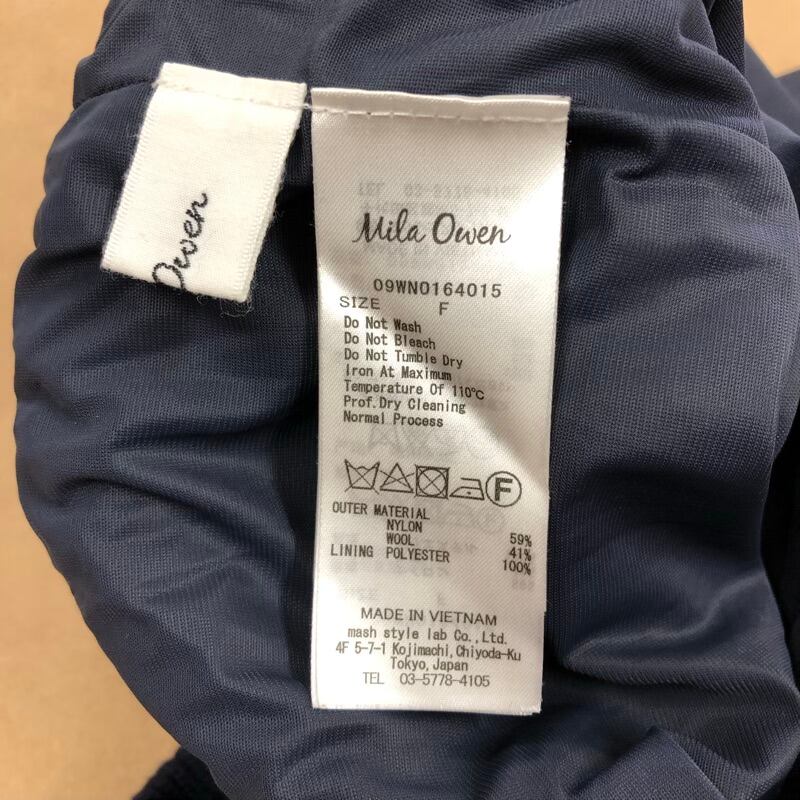 Owen
Mila Owen
09WN0164015
SIZE F
Do Not Wash
Do Not Bleach
Do Not Tumble Dry
Iron At Maximum
Temperature Of 110℃
Prof.Dry Cleaning
Normal Process
F
OUTER MATERIAL
NYLON 59%
WOOL 41%
LINING POLYESTER 100%
MADE IN VIETNAM
mash style lab Co.,Ltd.
4F 5-7-1 Kojimachi,Chiyoda-Ku
Tokyo,Japan
TEL 03-5778-4105